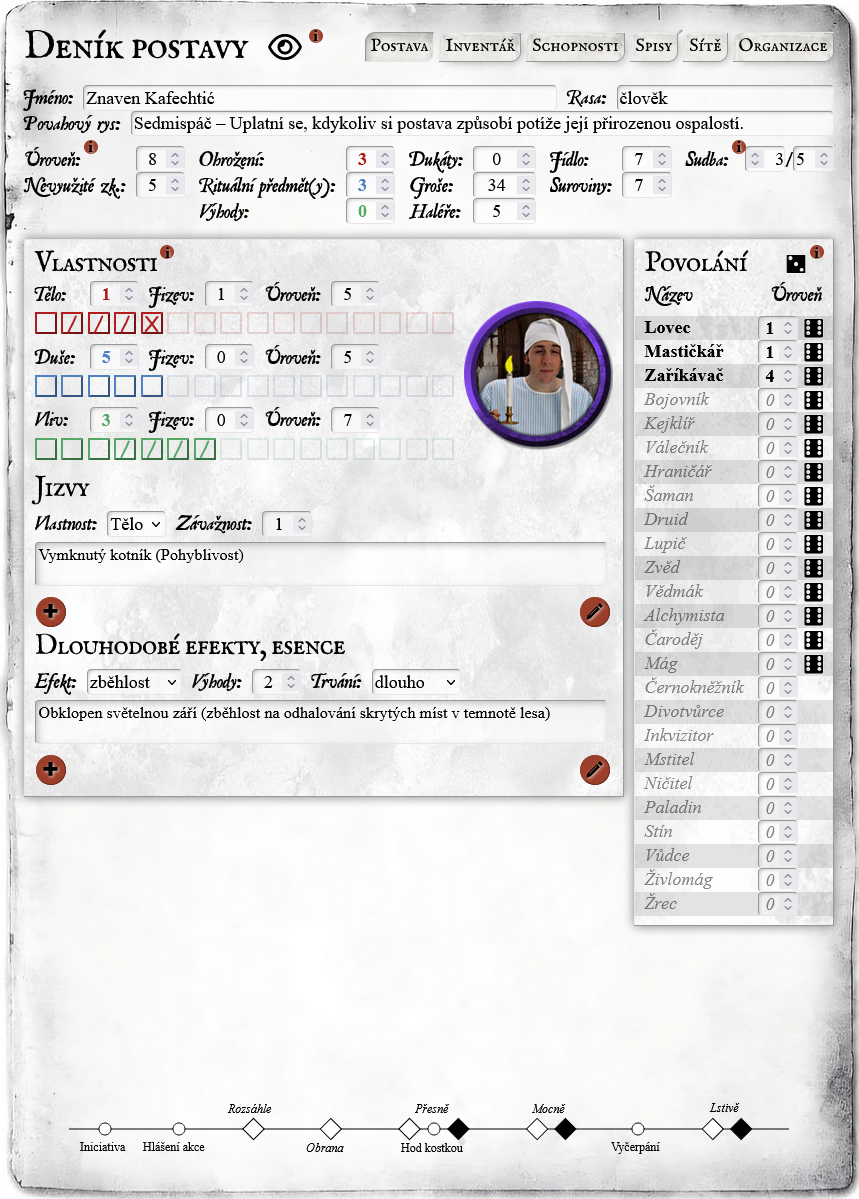 Deník postavy
Postava Inventář Schopnosti Spisy Sítě Organizace
Jméno: Znaven Kafechtić Rasa: člověk
Povahový rys: Sedmispáč – Uplatní se, kdykoliv si postava způsobí potíže její přirozenou ospalostí.
Úroveň: 8 Ohrožení: 3 Dukáty: 0 Jídlo: 7 Sudba: 3/5
Nevyužité zk.: 5 Rituální předmět(y): 3 Groše: 34 Suroviny: 7
Výhody: 0 Haléře: 5
Vlastnosti
Tělo: 1 Jizev: 1 Úroveň: 5
Duše: 5 Jizev: 0 Úroveň: 5
Vliv: 3 Jizev: 0 Úroveň: 7
Jizvy
Vlastnost: Tělo Závažnost: 1
Vymknutý kotník (Pohyblivost)
Dlouhodobé efekty, esence
Efekt: zběhlost Výhody: 2 Trvání: dlouho
Obklopen světelnou září (zběhlost na odhalování skrytých míst v temnotě lesa)
Povolání
Název Úroveň
Lovec 1
Mastičkář 1
Zaříkávač 4
Bojovník 0
Kejklíř 0
Válečník 0
Hraničář 0
Šaman 0
Druid 0
Lupič 0
Zvěd 0
Vědmák 0
Alchymista 0
Čaroděj 0
Mág 0
Černokněžník 0
Divotvůrce 0
Inkvizitor 0
Mstitel 0
Ničitel 0
Paladin 0
Stín 0
Vůdce 0
Živlomág 0
Žrec 0
Rozsáhle Přesně Mocně Lstivě
Iniciativa Hlášení akce Obrana Hod kostkou Vyčerpání